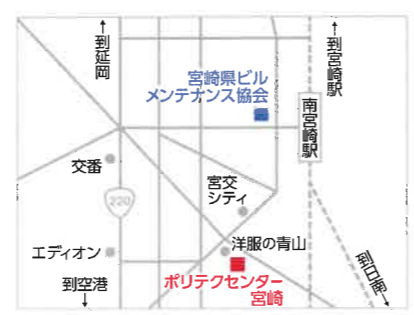 ←到延岡
←到宮崎駅
宮崎県ビル
メンテナンス協会
南宮崎駅
交番
宮交
シティ
220
洋服の青山
エディオン
ポリテクセンター
宮崎
到空港←
到日南→